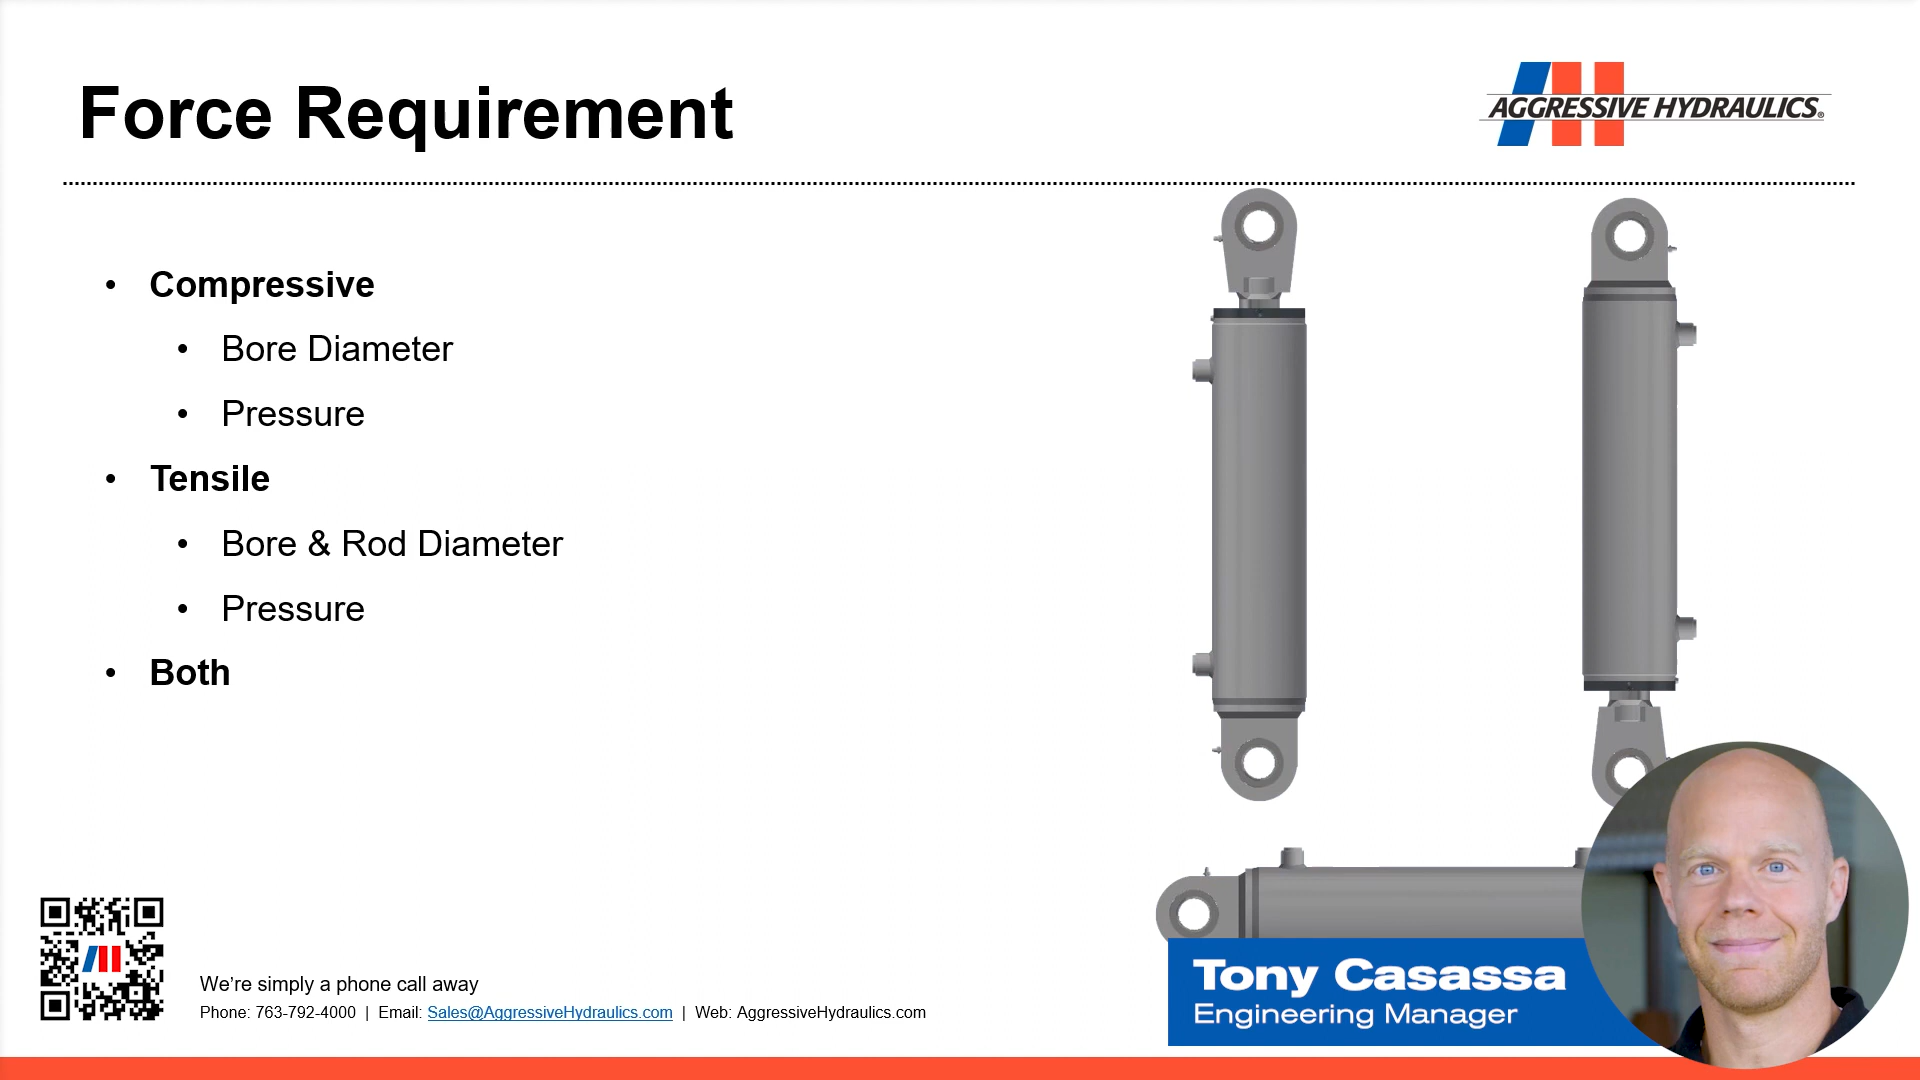 Force Requirement
AGGRESSIVE HYDRAULICS®
• Compressive
• Bore Diameter
• Pressure
• Tensile
• Bore & Rod Diameter
• Pressure
• Both
We’re simply a phone call away
Phone: 763-792-4000 | Email: Sales@AggressiveHydraulics.com | Web: AggressiveHydraulics.com
Tony Casassa
Engineering Manager